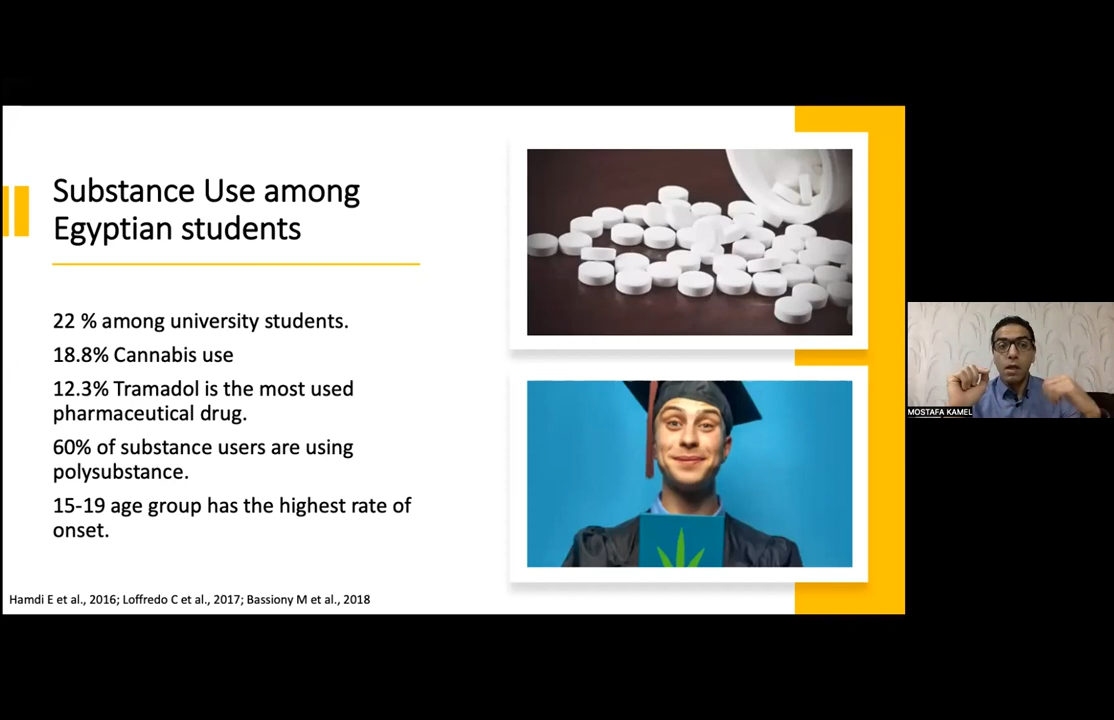 Substance Use among
Egyptian students
22 % among university students.
18.8% Cannabis use
12.3% Tramadol is the most used
pharmaceutical drug.
60% of substance users are using
polysubstance.
15-19 age group has the highest rate of
onset.
Hamdi E et al., 2016; Loffredo C et al., 2017; Bassiony M et al., 2018
MOSTAFA KAMEL